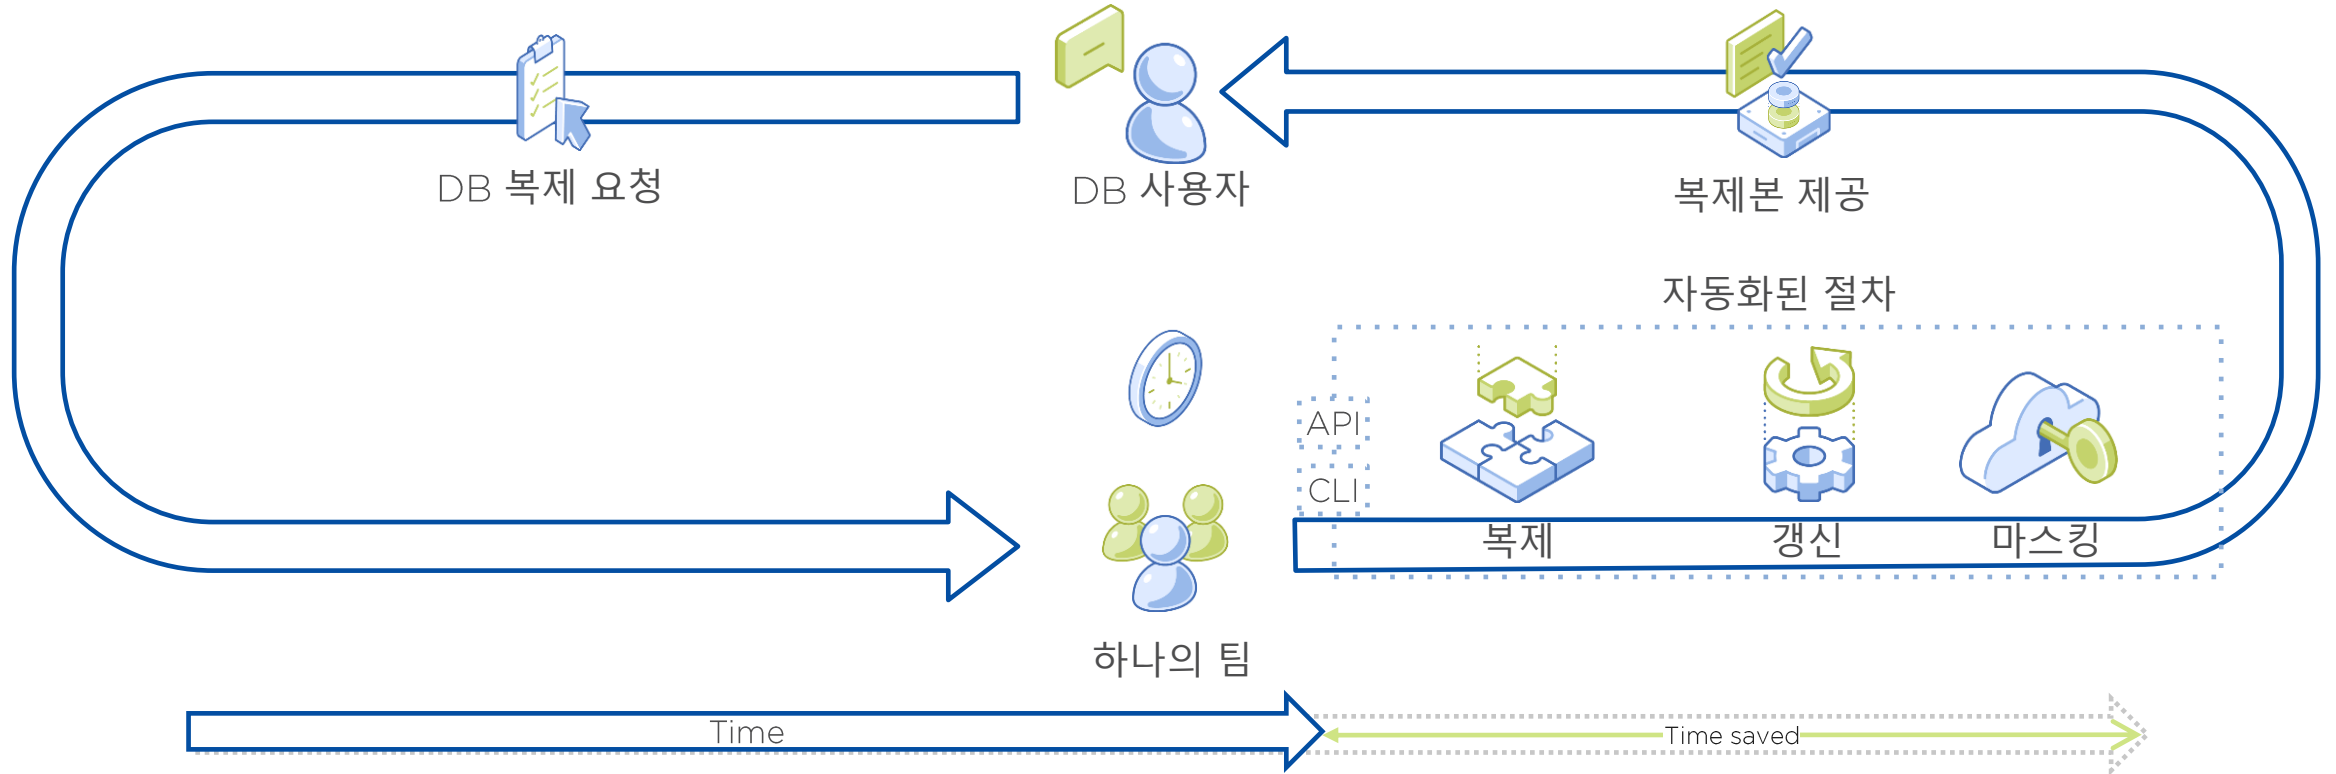 DB 복제 요청
DB 사용자
복제본 제공
자동화된 절차
API
CLI
복제
갱신
마스킹
하나의 팀
Time
Time saved